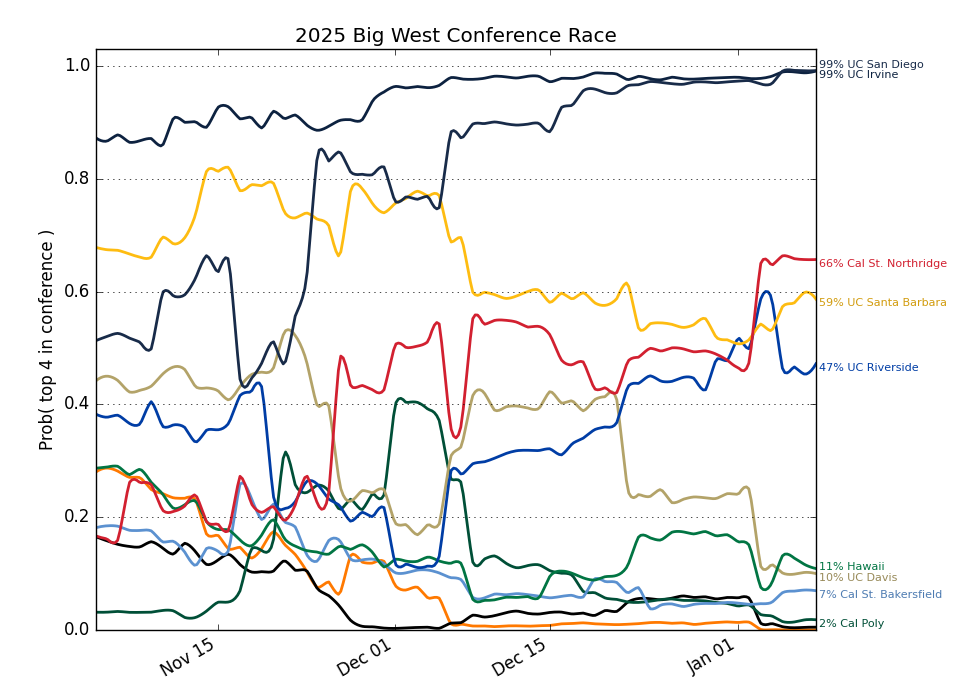 2025 Big West Conference Race
Prob( top 4 in conference )
1.0
0.8
0.6
0.4
0.2
0.0
Nov 15
Dec 01
Dec 15
Jan 01
99% UC San Diego
99% UC Irvine
66% Cal St. Northridge
59% UC Santa Barbara
47% UC Riverside
11% Hawaii
10% UC Davis
7% Cal St. Bakersfield
2% Cal Poly